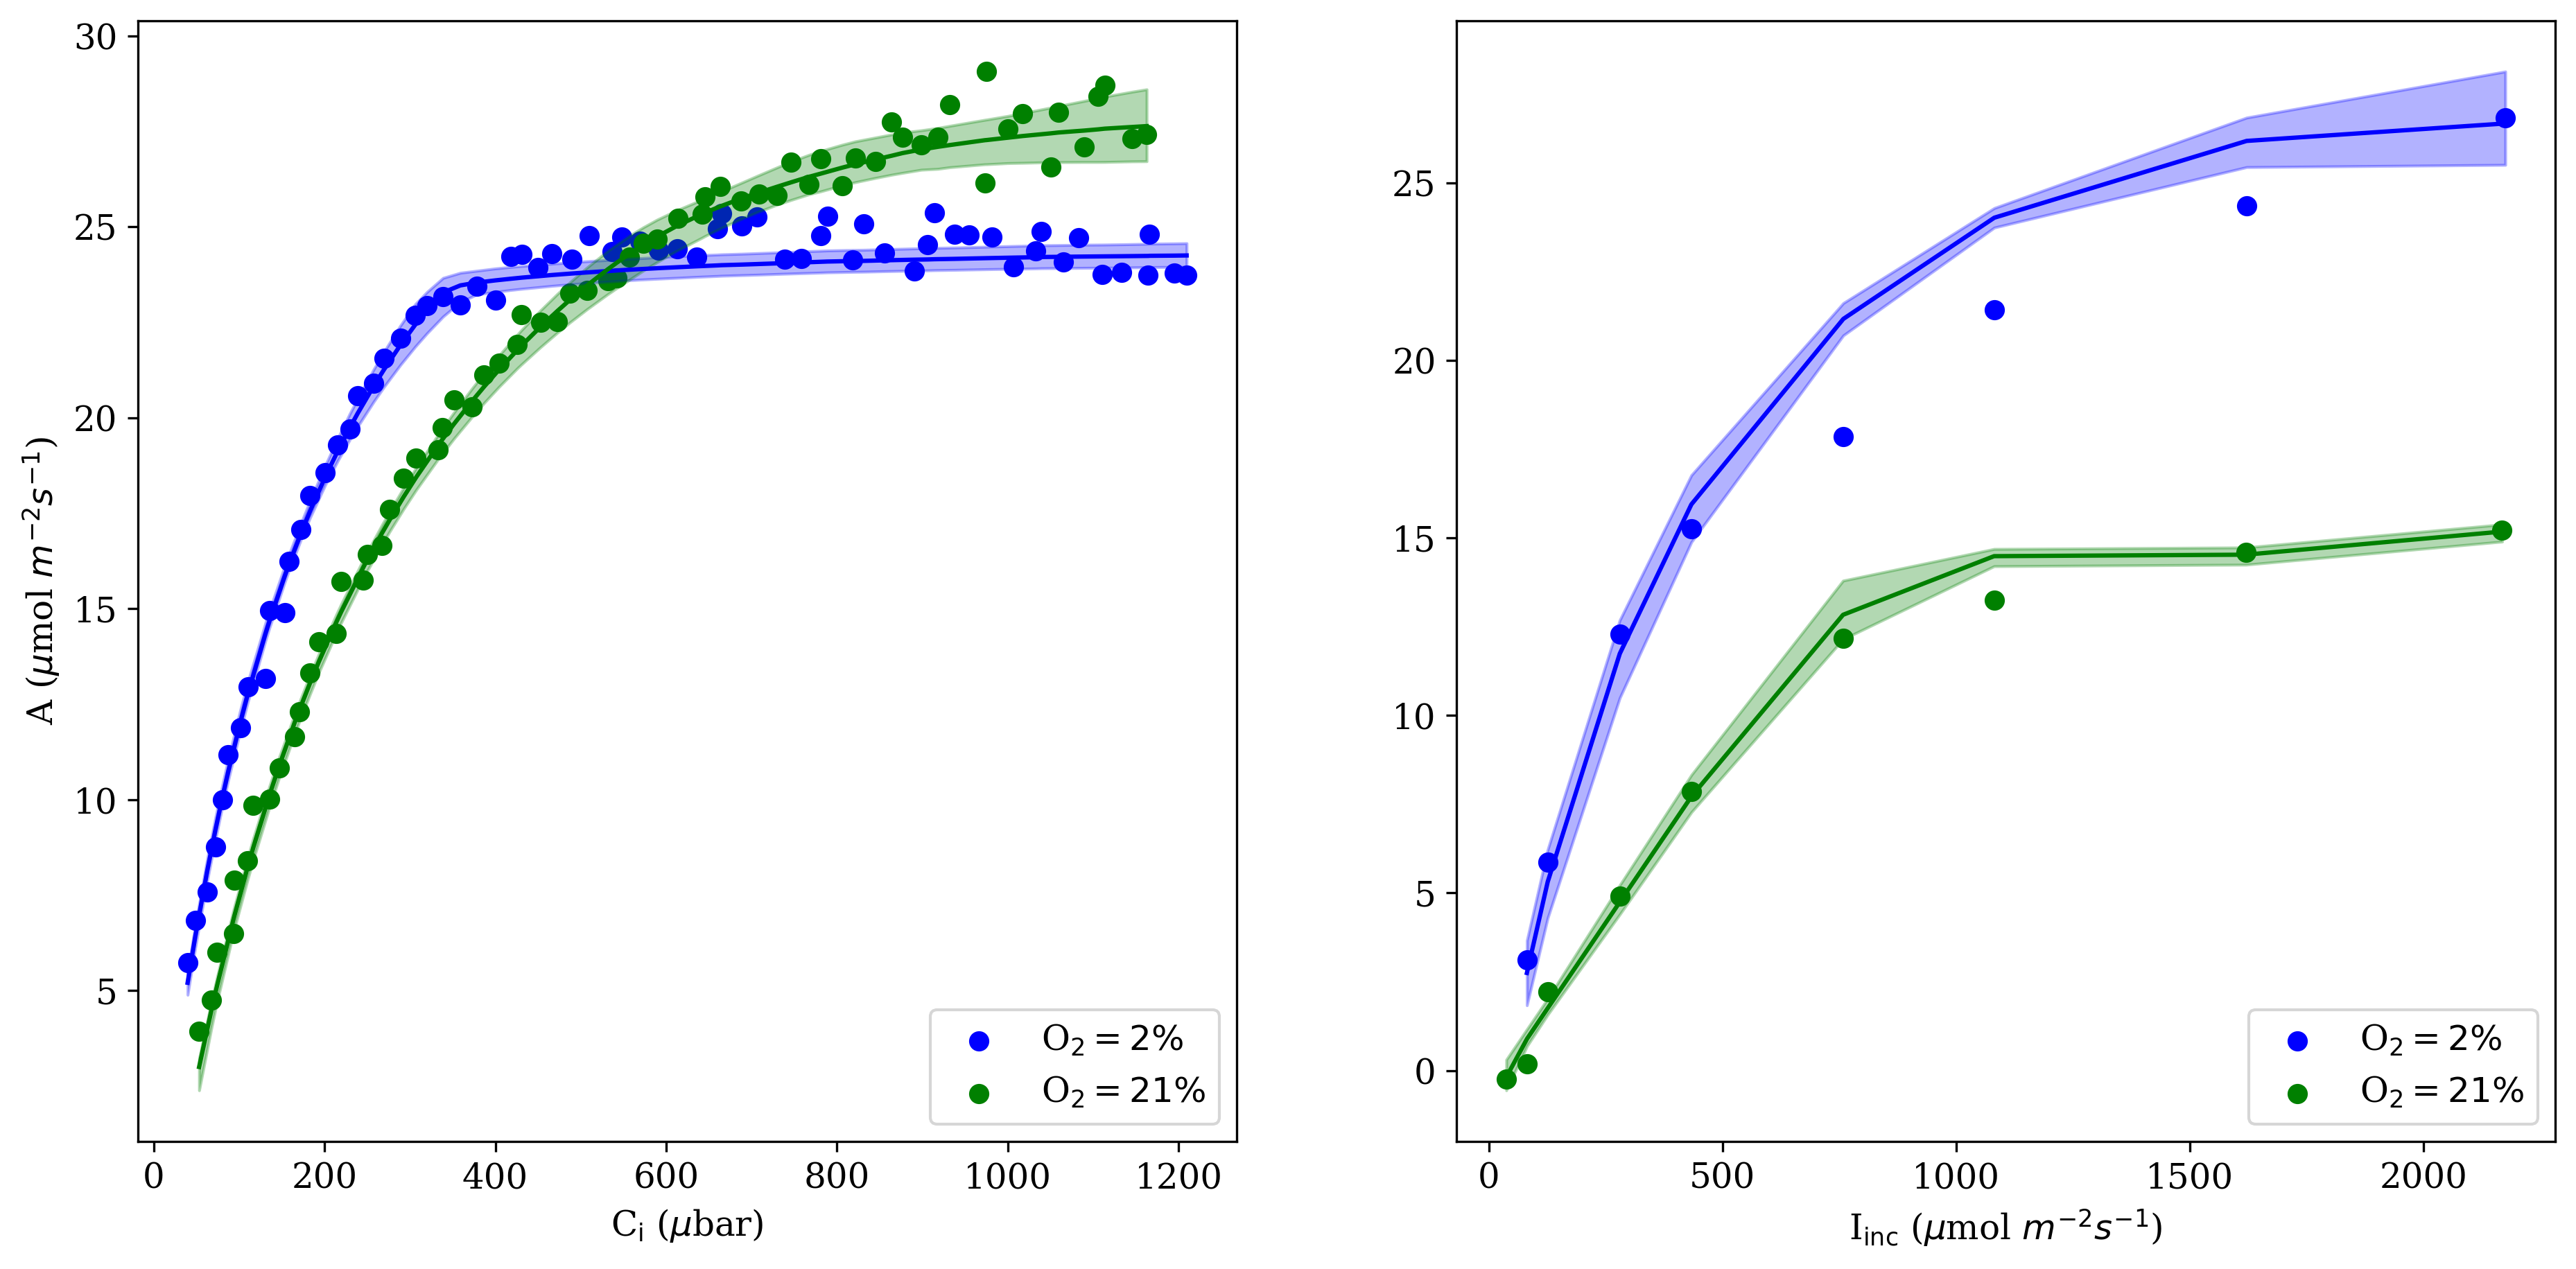 30
25
20
15
10
5
A (μmol m⁻²s⁻¹)
0 200 400 600 800 1000 1200
C_i (μbar)
O₂ = 2%
O₂ = 21%
25
20
15
10
5
0
0 500 1000 1500 2000
I_inc (μmol m⁻²s⁻¹)
O₂ = 2%
O₂ = 21%